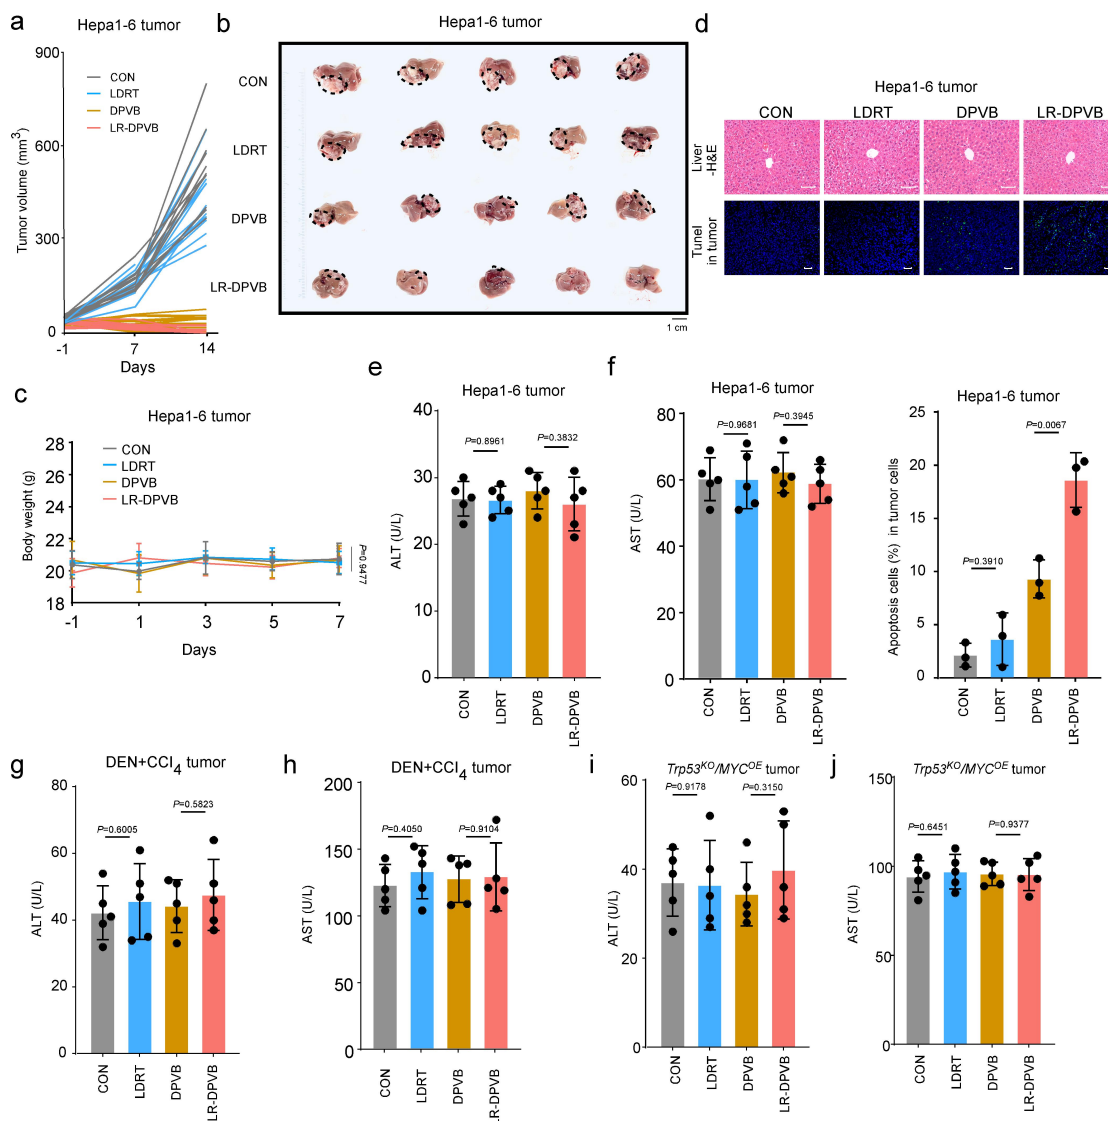 a
Hepa1-6 tumor
900
600
300
0
Tumor volume (mm3)
CON
LDRT
DPVB
LR-DPVB
-1
7
14
Days
b
Hepa1-6 tumor
CON
LDRT
DPVB
LR-DPVB
1 cm
d
Hepa1-6 tumor
CON
LDRT
DPVB
LR-DPVB
Liver
-H&E
Tunel
in tumor
c
Hepa1-6 tumor
28
26
24
22
20
18
Body weight (g)
CON
LDRT
DPVB
LR-DPVB
P=0.9477
-1
1
3
5
7
Days
e
Hepa1-6 tumor
40
30
20
10
0
ALT (U/L)
P=0.8961
P=0.3832
CON
LDRT
DPVB
LR-DPVB
f
Hepa1-6 tumor
80
60
40
20
0
AST (U/L)
P=0.9681
P=0.3945
CON
LDRT
DPVB
LR-DPVB
Hepa1-6 tumor
25
20
15
10
5
0
Apoptosis cells (%) in tumor cells
P=0.3910
P=0.0067
CON
LDRT
DPVB
LR-DPVB
g
DEN+CCl4 tumor
80
60
40
20
0
ALT (U/L)
P=0.6005
P=0.5823
CON
LDRT
DPVB
LR-DPVB
h
DEN+CCl4 tumor
200
150
100
50
0
AST (U/L)
P=0.4050
P=0.9104
CON
LDRT
DPVB
LR-DPVB
i
Trp53KO/MYCOE tumor
60
40
20
0
ALT (U/L)
P=0.9178
P=0.3150
CON
LDRT
DPVB
LR-DPVB
j
Trp53KO/MYCOE tumor
150
100
50
0
AST (U/L)
P=0.6451
P=0.9377
CON
LDRT
DPVB
LR-DPVB